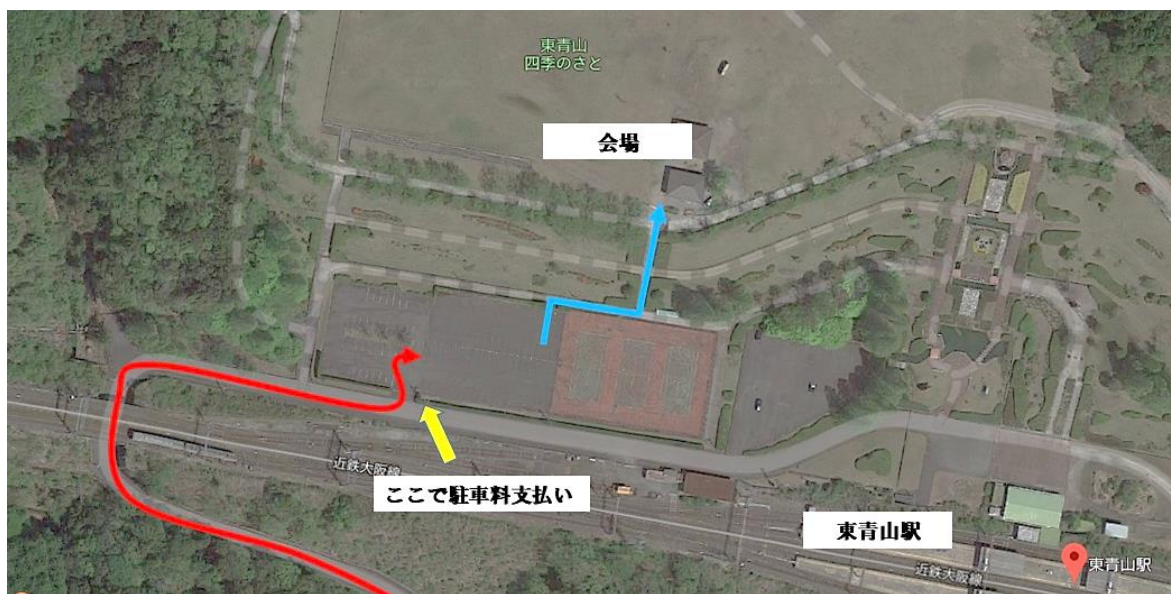 東青山
四季のさと
会場
近鉄大阪線
ここで駐車料支払い
東青山駅
東青山駅
近鉄大阪線